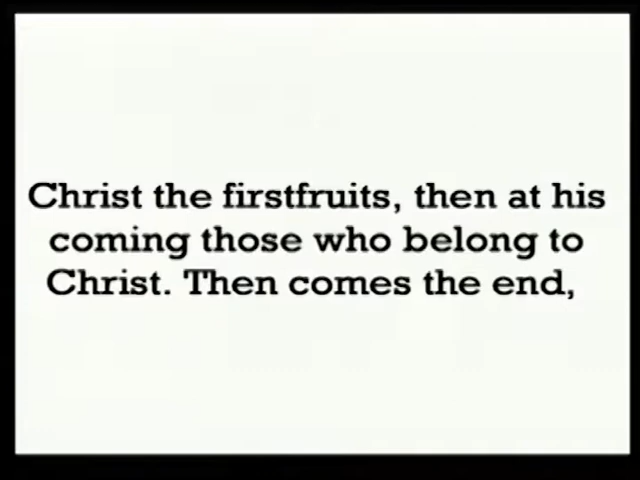 Christ the firstfruits, then at his
coming those who belong to
Christ. Then comes the end,